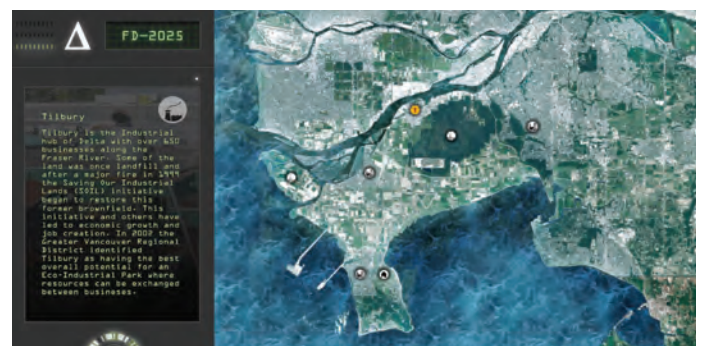 FD-2025
Tilbury
Tilbury is the Industrial
hub of Delta with over 650
businesses along the
Fraser River. Some of the
land was once landfill and
after a major fire in 1999
the Saving Our Industrial
Lands (SOIL) initiative
began to restore this
former brownfield. This
initiative and others have
led to economic growth and
job creation. In 2002 the
Greater Vancouver Regional
District identified
Tilbury as having the best
overall potential for an
Eco-Industrial Park where
resources can be exchanged
between busineses.